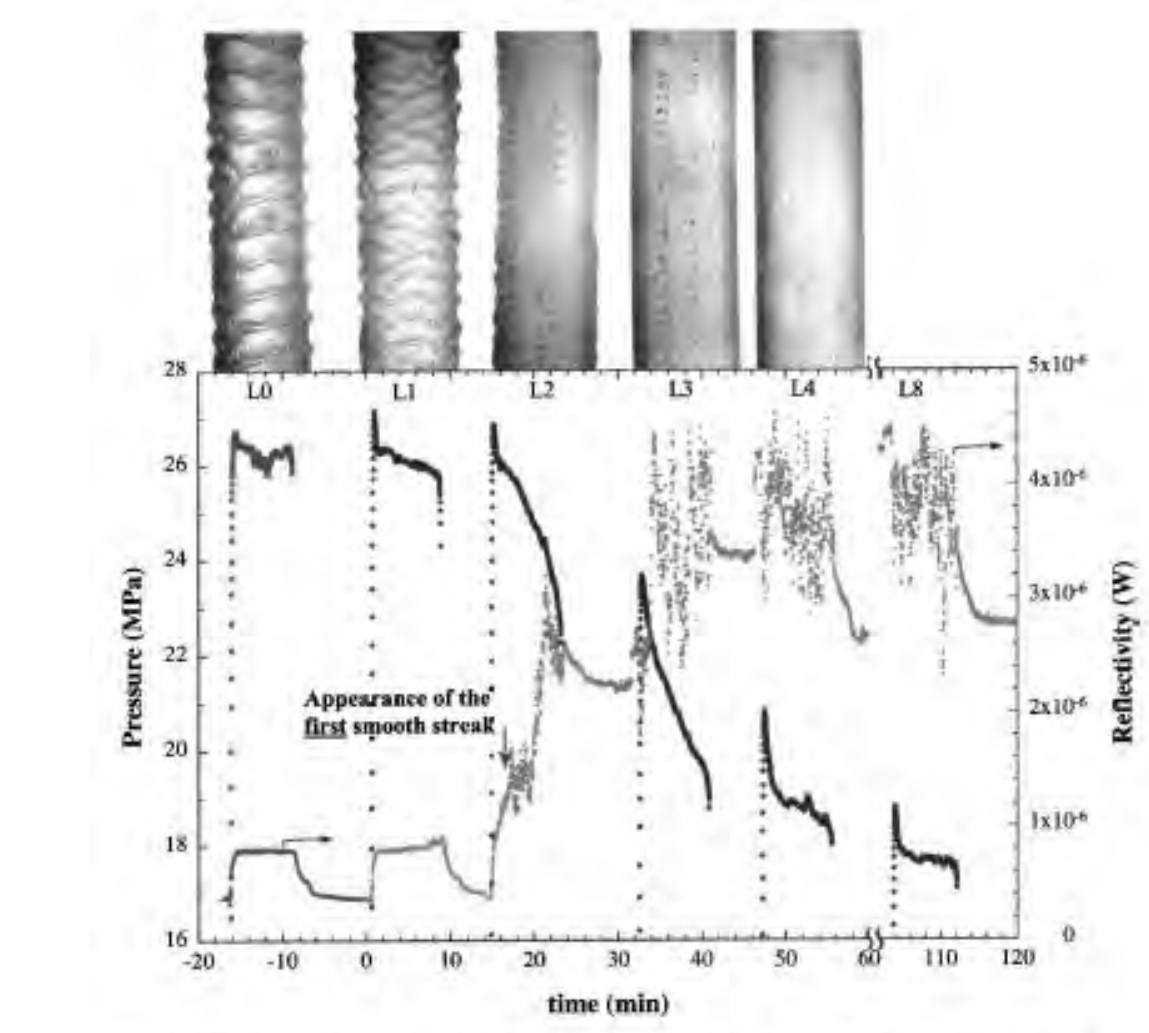 28
26
24
22
20
18
16
Pressure (MPa)
L0
L1
L2
L3
L4
L8
Appearance of the
first smooth streak
5x10⁻⁶
4x10⁻⁶
3x10⁻⁶
2x10⁻⁶
1x10⁻⁶
0
Reflectivity (W)
-20 -10 0 10 20 30 40 50 60 110 120
time (min)